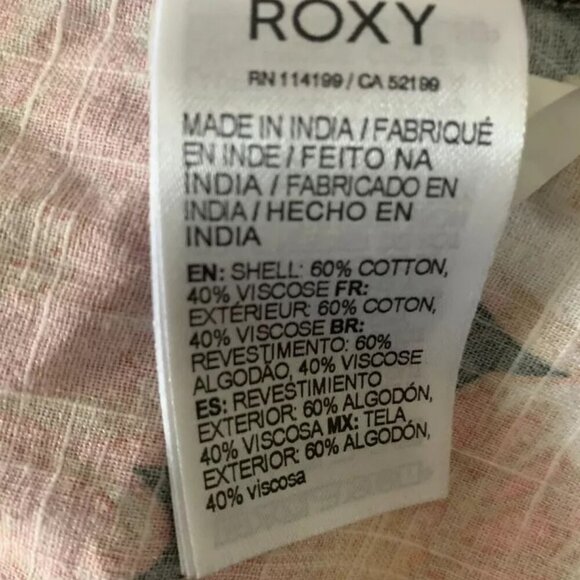 ROXY
RN 114199 / CA 52199
MADE IN INDIA / FABRIQUÉ
EN INDE / FEITO NA
INDIA / FABRICADO EN
INDIA / HECHO EN
INDIA
EN: SHELL: 60% COTTON,
40% VISCOSE FR:
EXTÉRIEUR: 60% COTON,
40% VISCOSE BR:
REVESTIMENTO: 60%
ALGODÃO, 40% VISCOSE
ES: REVESTIMIENTO
EXTERIOR: 60% ALGODÓN,
40% VISCOSA MX: TELA
EXTERIOR: 60% ALGODÓN,
40% viscosa